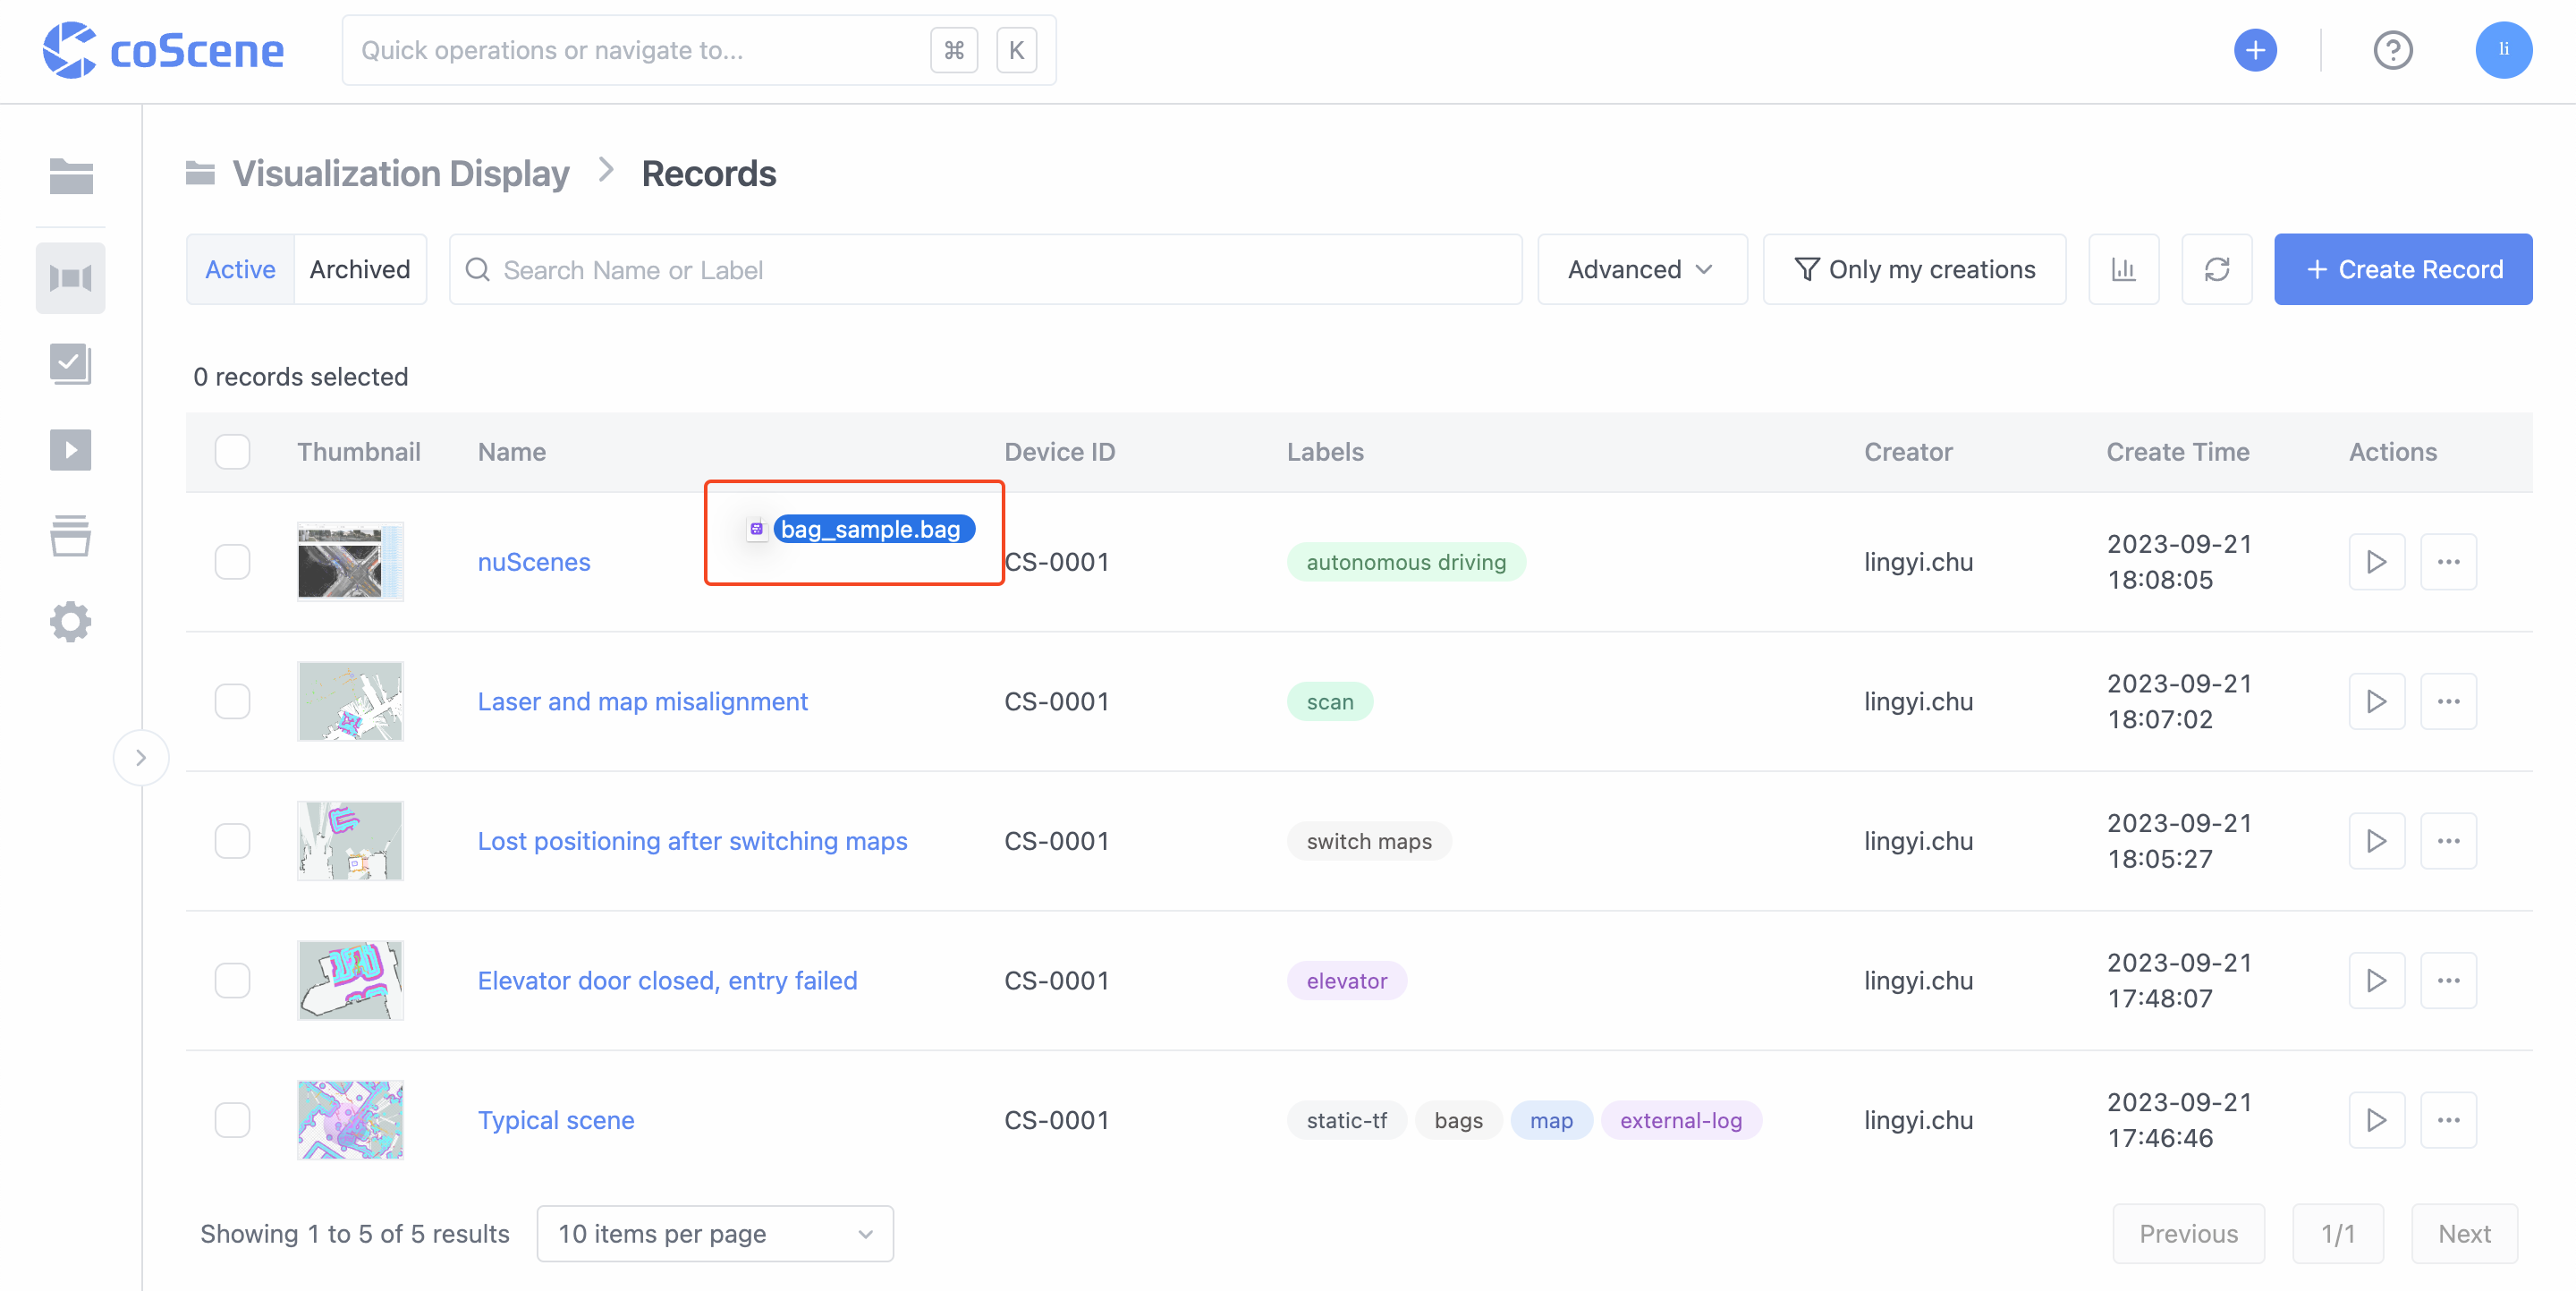 coScene
Quick operations or navigate to... ⌘ K
li
Visualization Display > Records
Active Archived Search Name or Label Advanced Only my creations + Create Record
0 records selected
Thumbnail Name Device ID Labels Creator Create Time Actions
bag_sample.bag
nuScenes CS-0001 autonomous driving lingyi.chu 2023-09-21 18:08:05
Laser and map misalignment CS-0001 scan lingyi.chu 2023-09-21 18:07:02
Lost positioning after switching maps CS-0001 switch maps lingyi.chu 2023-09-21 18:05:27
Elevator door closed, entry failed CS-0001 elevator lingyi.chu 2023-09-21 17:48:07
Typical scene CS-0001 static-tf bags map external-log lingyi.chu 2023-09-21 17:46:46
Showing 1 to 5 of 5 results 10 items per page Previous 1/1 Next